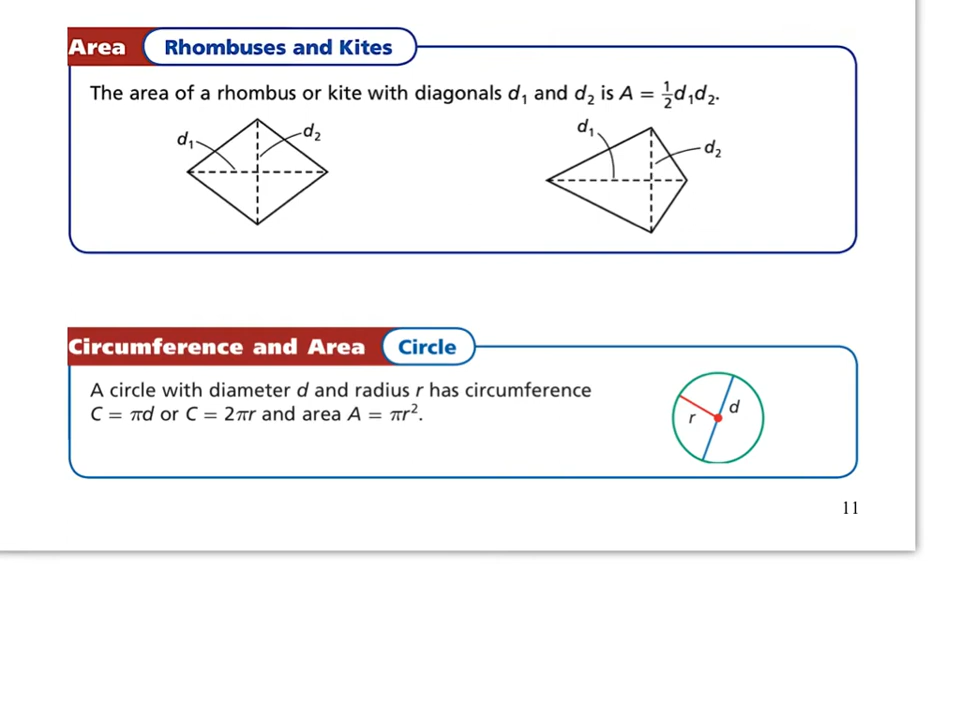 Area Rhombuses and Kites
The area of a rhombus or kite with diagonals d₁ and d₂ is A = ½d₁d₂.
d₁ d₂ d₁ d₂
Circumference and Area Circle
A circle with diameter d and radius r has circumference
C = πd or C = 2πr and area A = πr².
r d
11